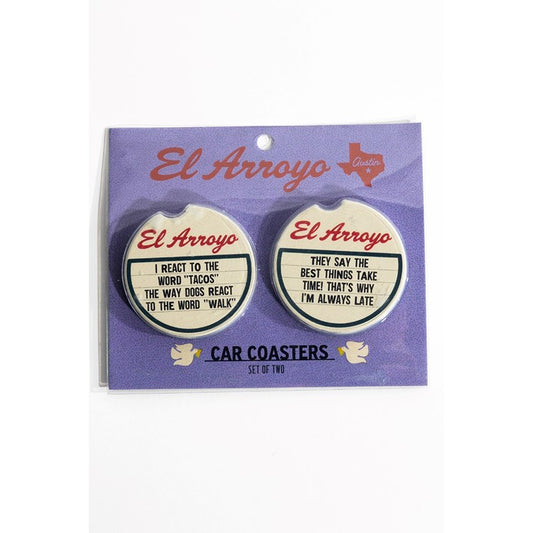 El Arroyo
Austin
El Arroyo
I REACT TO THE
WORD "TACOS"
THE WAY DOGS REACT
TO THE WORD "WALK"
El Arroyo
THEY SAY THE
BEST THINGS TAKE
TIME! THAT'S WHY
I'M ALWAYS LATE
CAR COASTERS
SET OF TWO